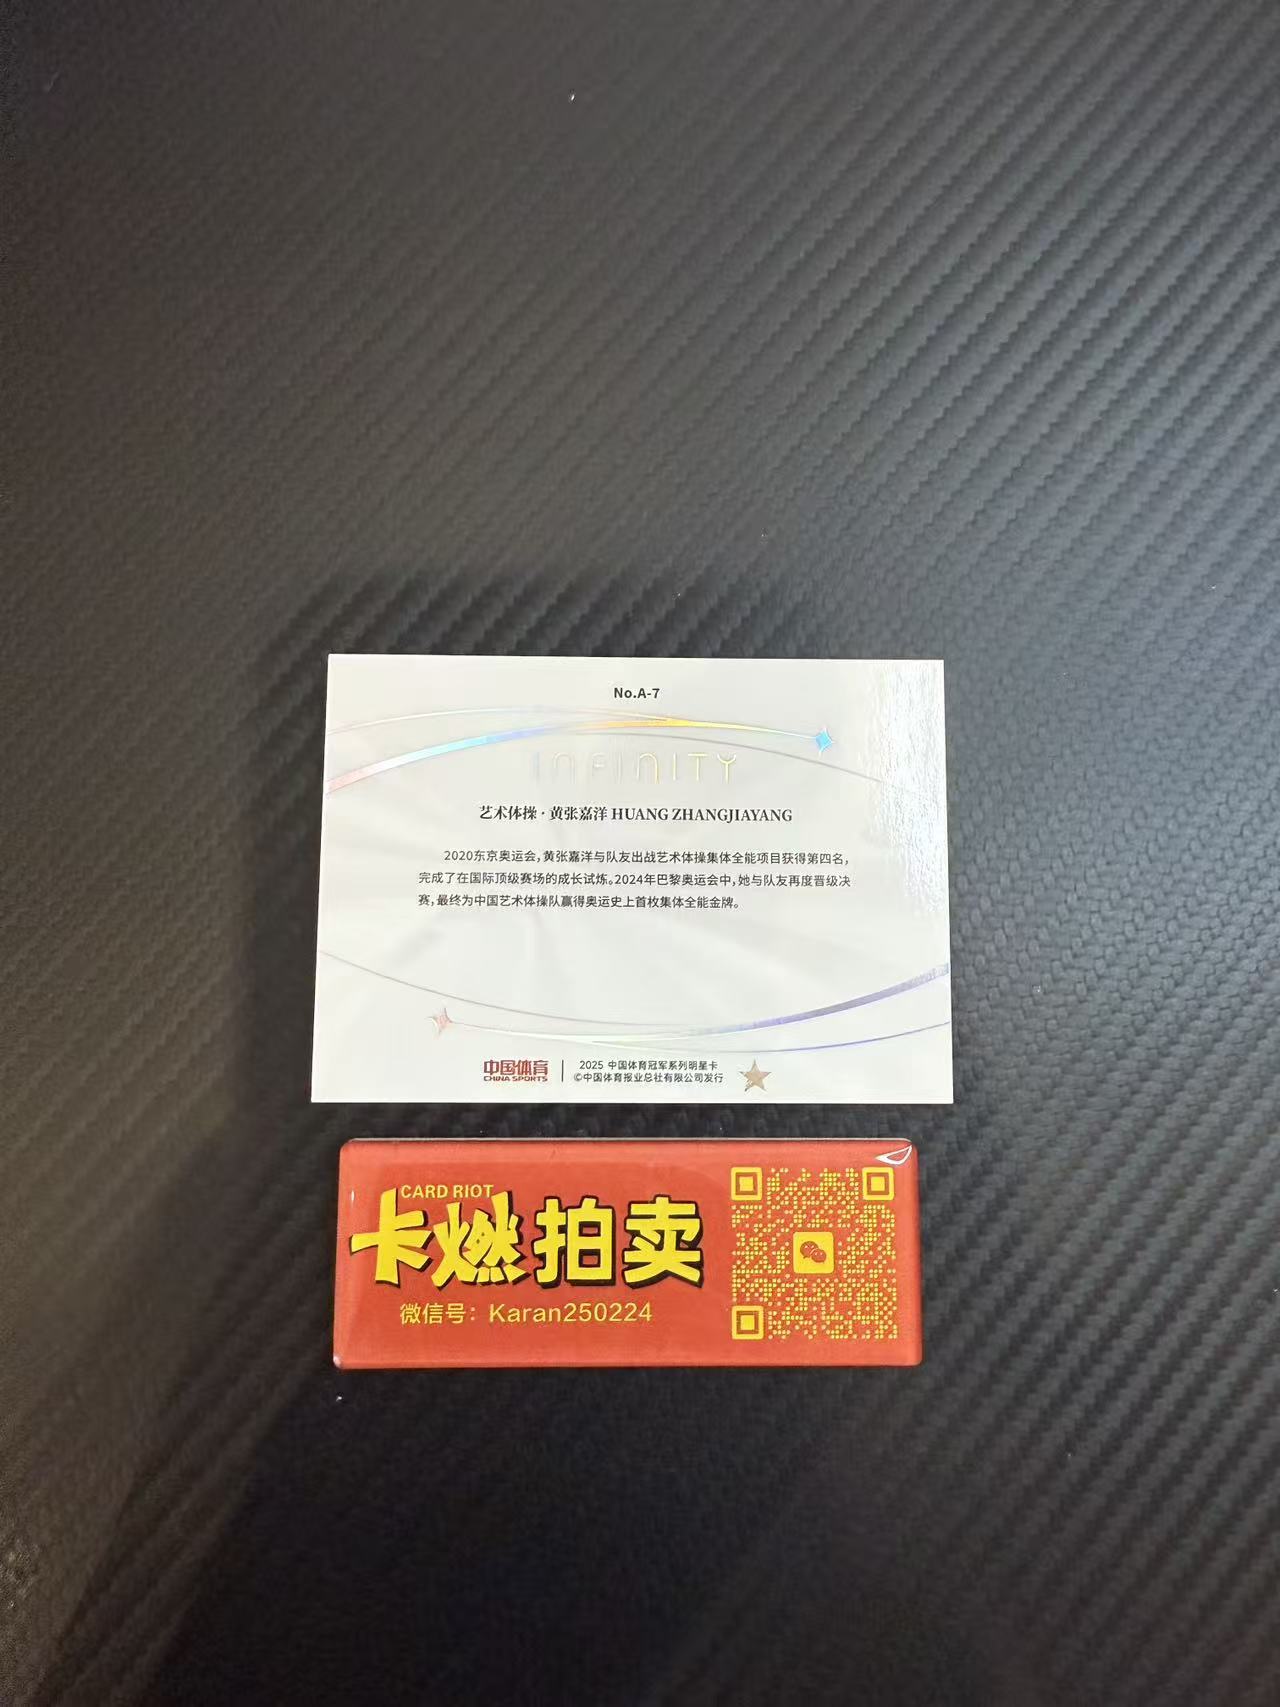 No.A-7
INFINITY
艺术体操·黄张嘉洋 HUANG ZHANGJIAYANG
2020东京奥运会,黄张嘉洋与队友出战艺术体操集体全能项目获得第四名,
完成了在国际顶级赛场的成长试炼。2024年巴黎奥运会中,她与队友再度晋级决
赛,最终为中国艺术体操队赢得奥运史上首枚集体全能金牌。
中国体育
CHINA SPORTS
2025 中国体育冠军系列明星卡
©中国体育报业总社有限公司发行
CARD RIOT
卡燃拍卖
微信号：Karan250224